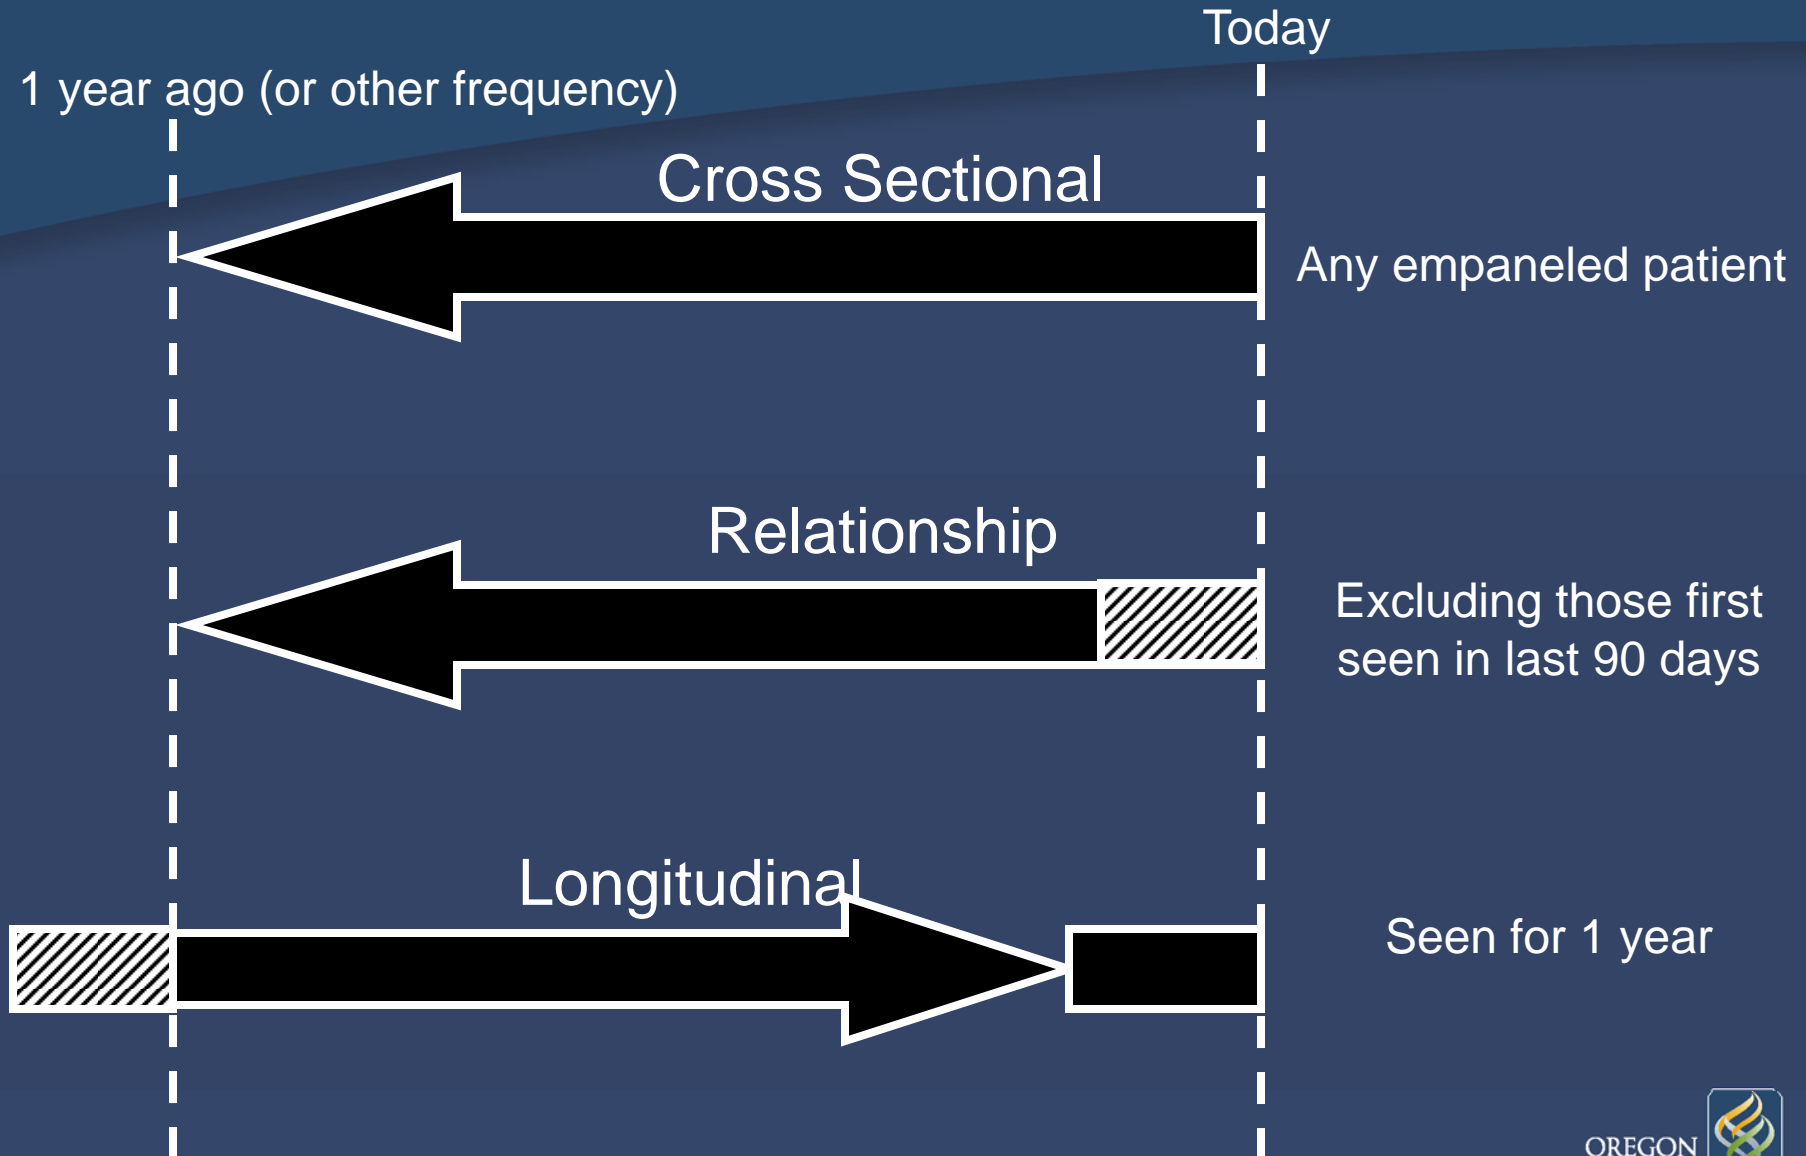 Today
1 year ago (or other frequency)
Cross Sectional
Any empaneled patient
Relationship
Excluding those first
seen in last 90 days
Longitudinal
Seen for 1 year
OREGON